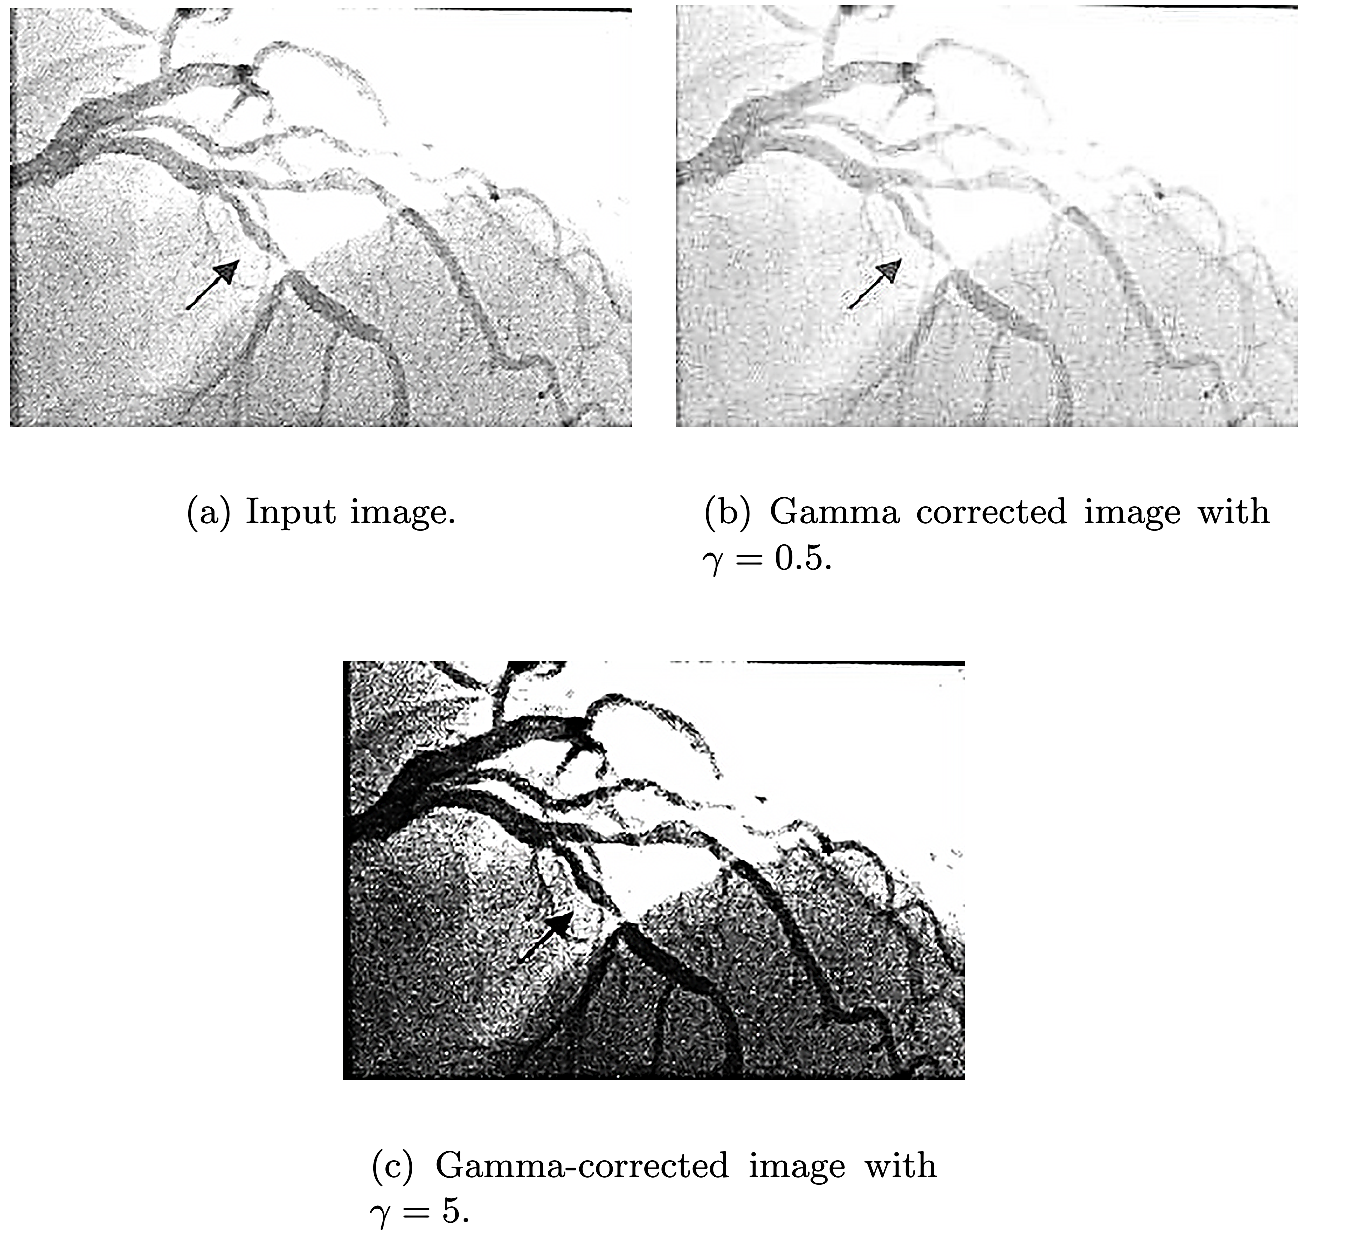 (a) Input image.
(b) Gamma corrected image with
γ = 0.5.
(c) Gamma-corrected image with
γ = 5.